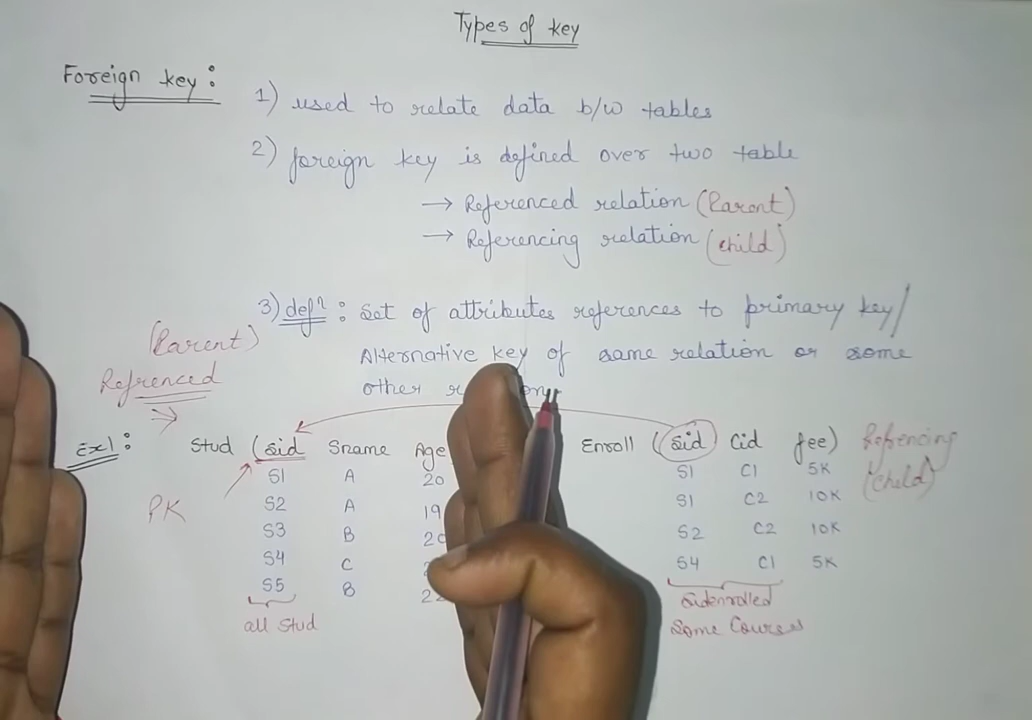 Types of key
Foreign key :
1) used to relate data b/w tables
2) foreign key is defined over two table
→ Referenced relation (Parent)
→ Referencing relation (child)
3) defⁿ : Set of attributes references to primary key/
Alternative key of same relation or some
other
(Parent)
Refrenced
Ex1 : Stud (sid Sname Age
S1 A 20
S2 A 19
S3 B
S4 C
S5 B
PK
all Stud
Enroll (sid Cid fee) Refrencing
(child)
S1 C1 5K
S1 C2 10K
S2 C2 10K
S4 C1 5K
Some Courses